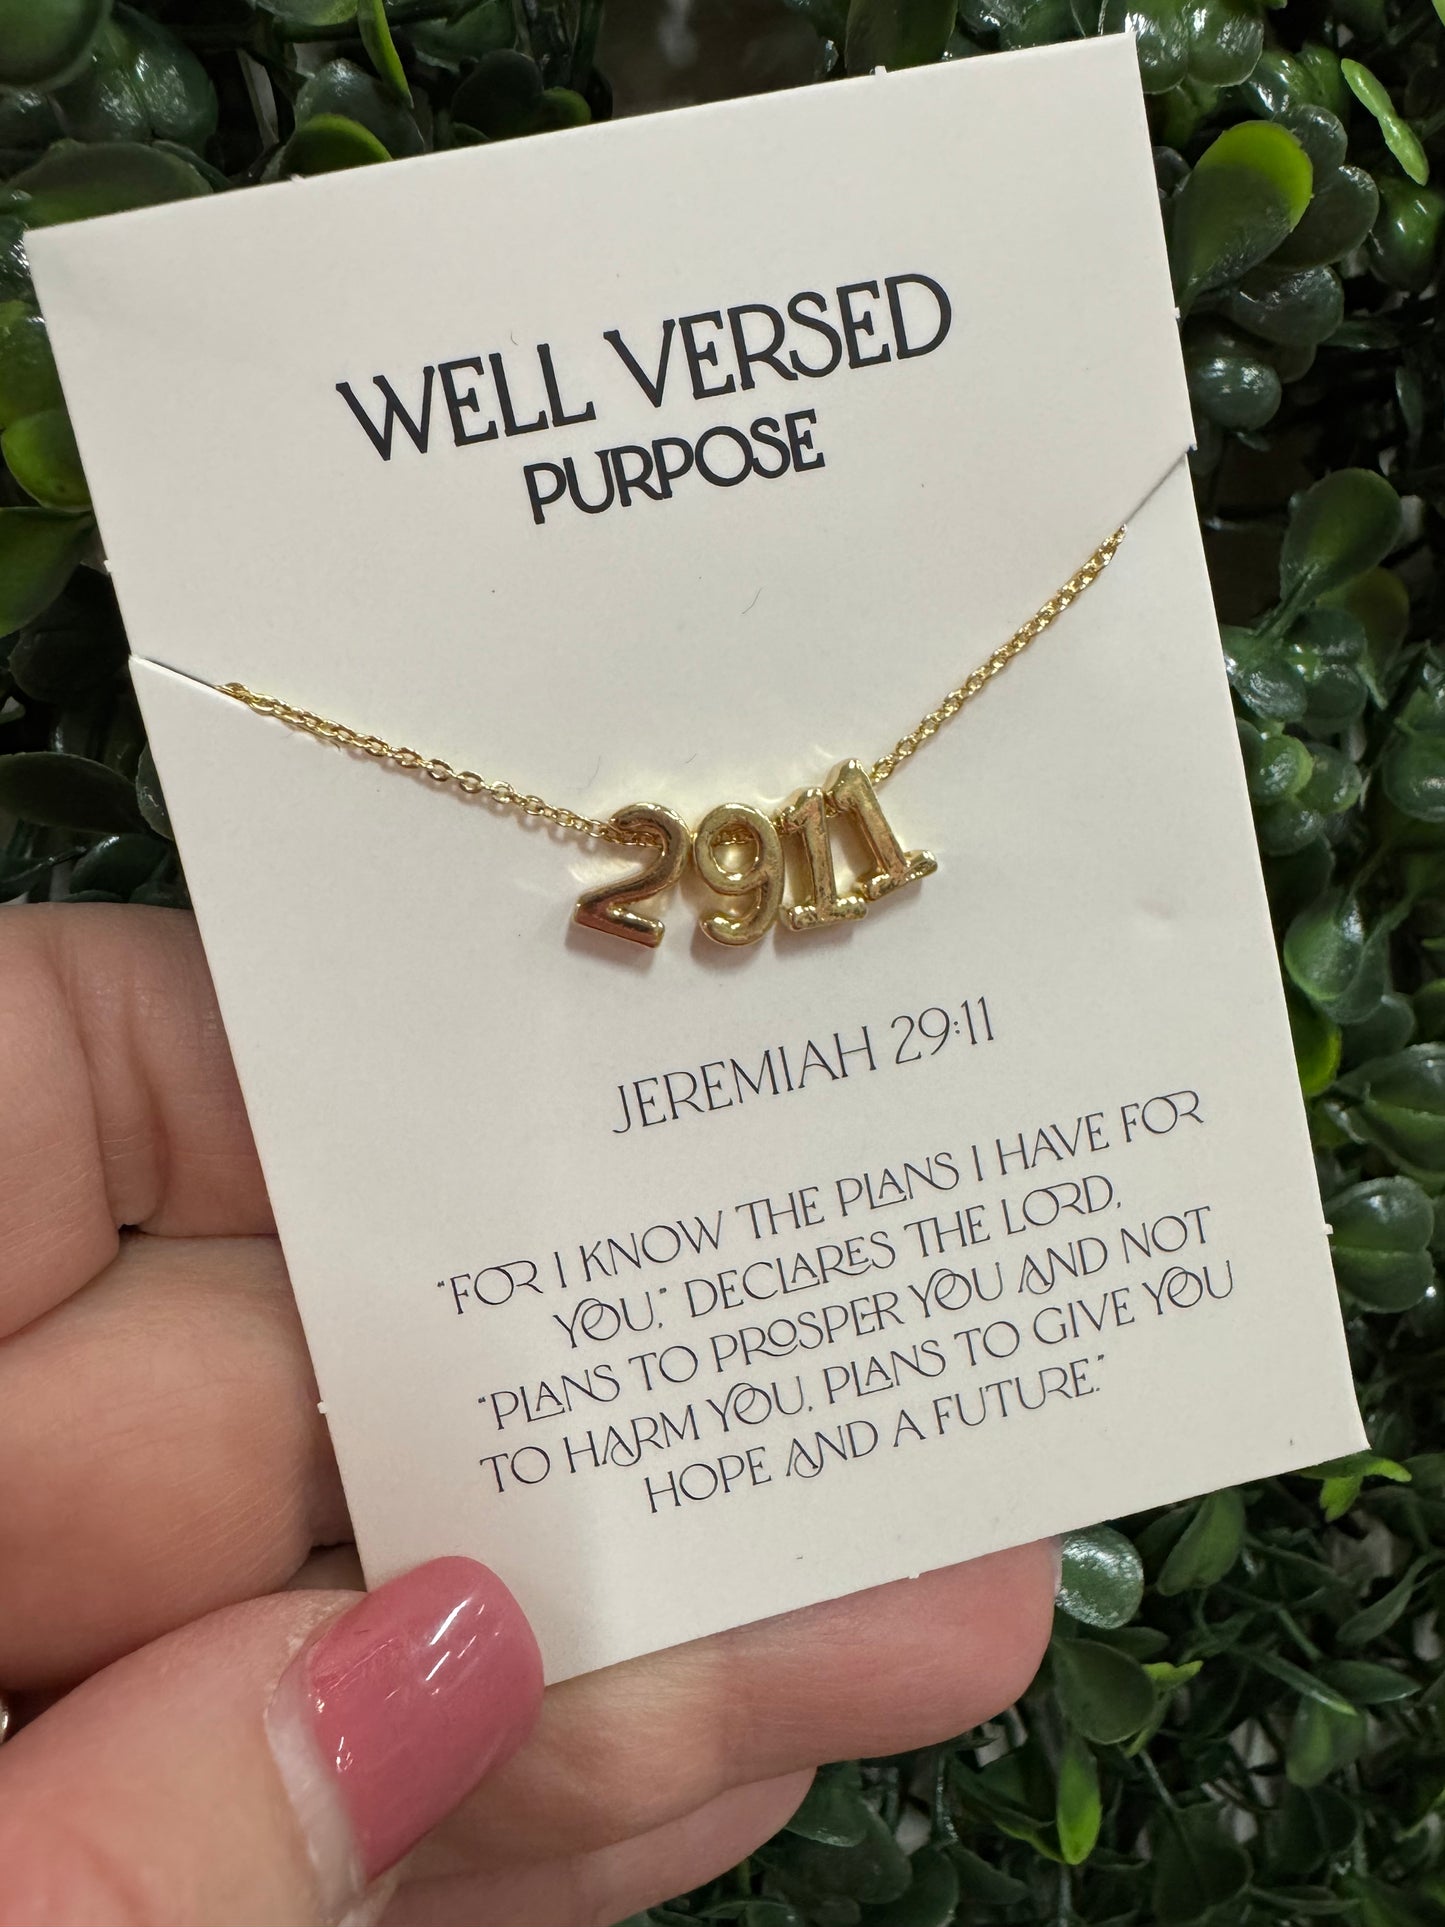 WELL VERSED
PURPOSE
2911
JEREMIAH 29:11
"FOR I KNOW THE PLANS I HAVE FOR
YOU," DECLARES THE LORD,
"PLANS TO PROSPER YOU AND NOT
TO HARM YOU, PLANS TO GIVE YOU
HOPE AND A FUTURE."